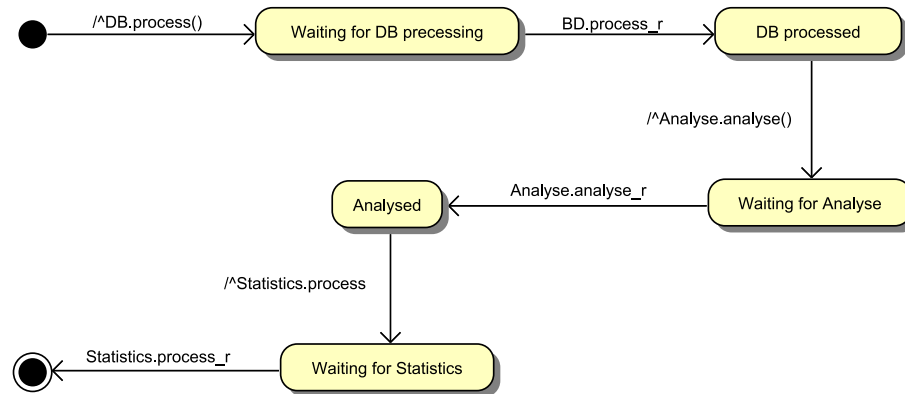 /^DB.process()
Waiting for DB precessing
BD.process_r
DB processed
/^Analyse.analyse()
Analysed
Analyse.analyse_r
Waiting for Analyse
/^Statistics.process
Statistics.process_r
Waiting for Statistics